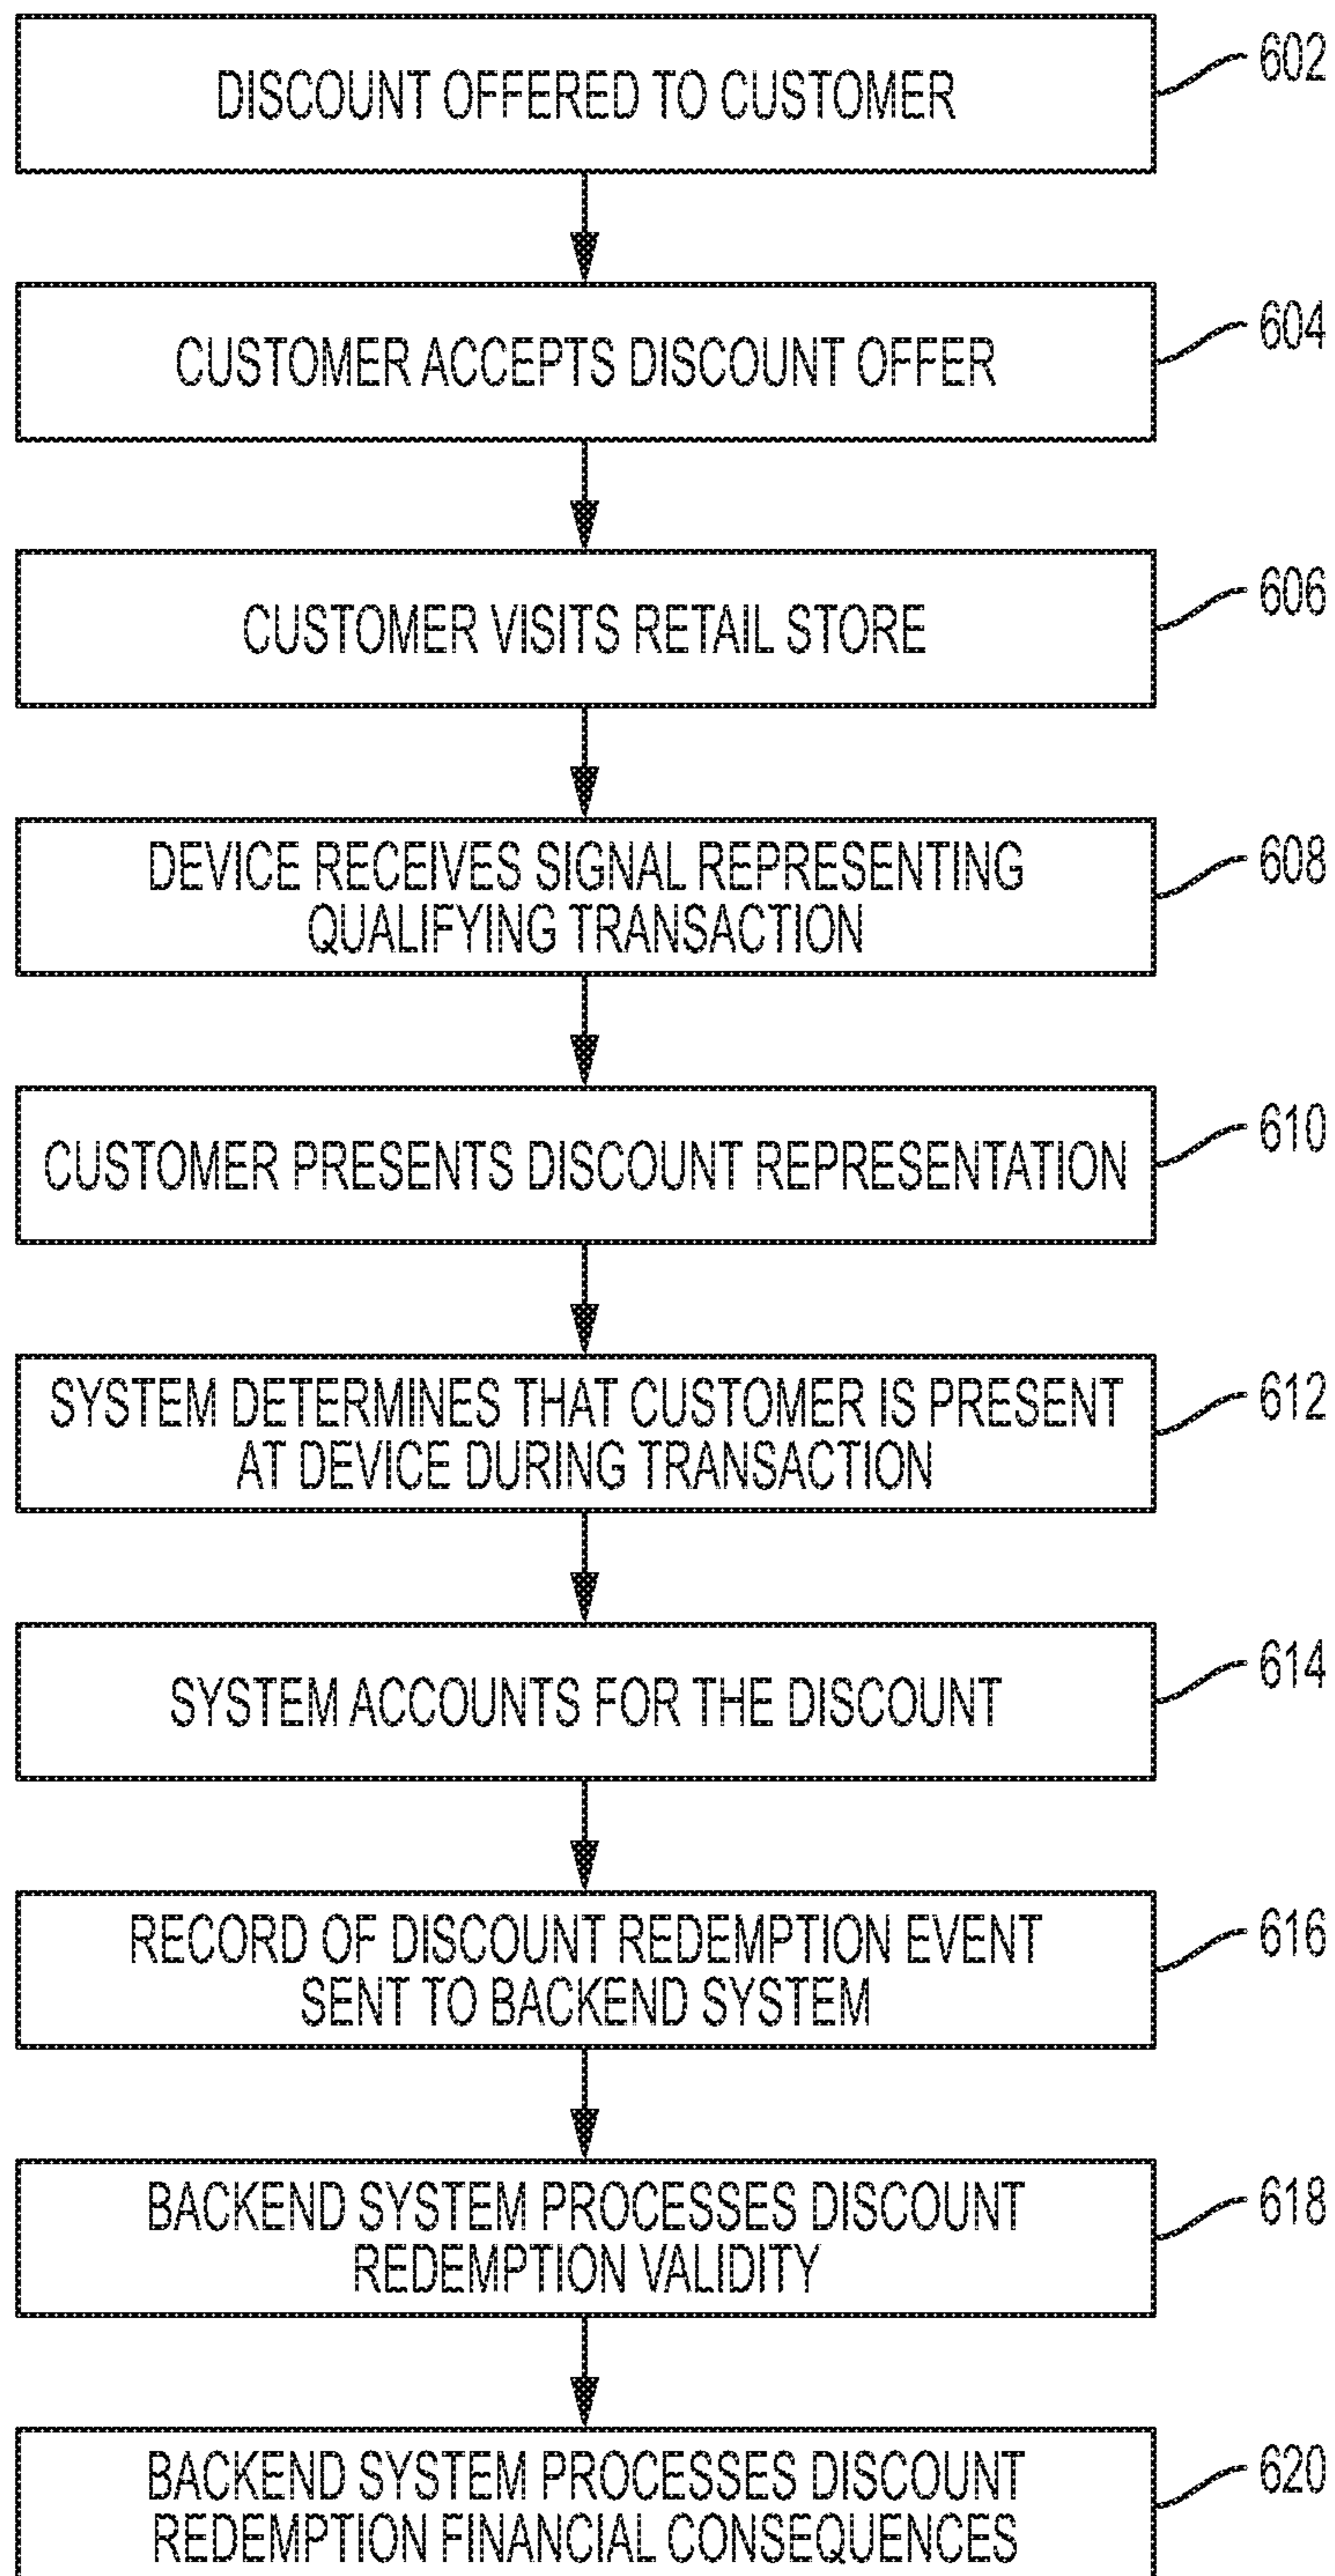 DISCOUNT OFFERED TO CUSTOMER
602
CUSTOMER ACCEPTS DISCOUNT OFFER
604
CUSTOMER VISITS RETAIL STORE
606
DEVICE RECEIVES SIGNAL REPRESENTING
QUALIFYING TRANSACTION
608
CUSTOMER PRESENTS DISCOUNT REPRESENTATION
610
SYSTEM DETERMINES THAT CUSTOMER IS PRESENT
AT DEVICE DURING TRANSACTION
612
SYSTEM ACCOUNTS FOR THE DISCOUNT
614
RECORD OF DISCOUNT REDEMPTION EVENT
SENT TO BACKEND SYSTEM
616
BACKEND SYSTEM PROCESSES DISCOUNT
REDEMPTION VALIDITY
618
BACKEND SYSTEM PROCESSES DISCOUNT
REDEMPTION FINANCIAL CONSEQUENCES
620